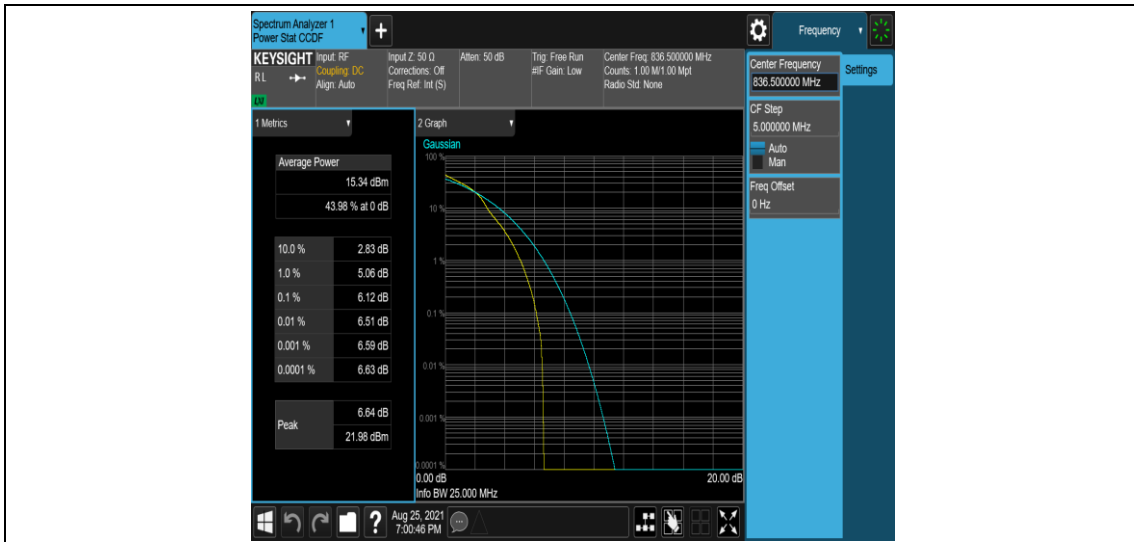 Spectrum Analyzer 1
Power Stat CCDF
Frequency
KEYSIGHT
RL
Input: RF
Coupling: DC
Align: Auto
Input Z: 50 Ω
Corrections: Off
Freq Ref: Int (S)
Atten: 50 dB
Trig: Free Run
#IF Gain: Low
Center Freq: 836.500000 MHz
Counts: 1.00 M/1.00 Mpt
Radio Std: None
Center Frequency
836.500000 MHz
Settings
CF Step
5.000000 MHz
Auto
Man
Freq Offset
0 Hz
1 Metrics
Average Power
15.34 dBm
43.98 % at 0 dB
10.0 % 2.83 dB
1.0 % 5.06 dB
0.1 % 6.12 dB
0.01 % 6.51 dB
0.001 % 6.59 dB
0.0001 % 6.63 dB
Peak
6.64 dB
21.98 dBm
2 Graph
Gaussian
100 %
10 %
1 %
0.1 %
0.01 %
0.001 %
0.0001 %
0.00 dB 20.00 dB
Info BW 25.000 MHz
Aug 25, 2021
7:00:46 PM